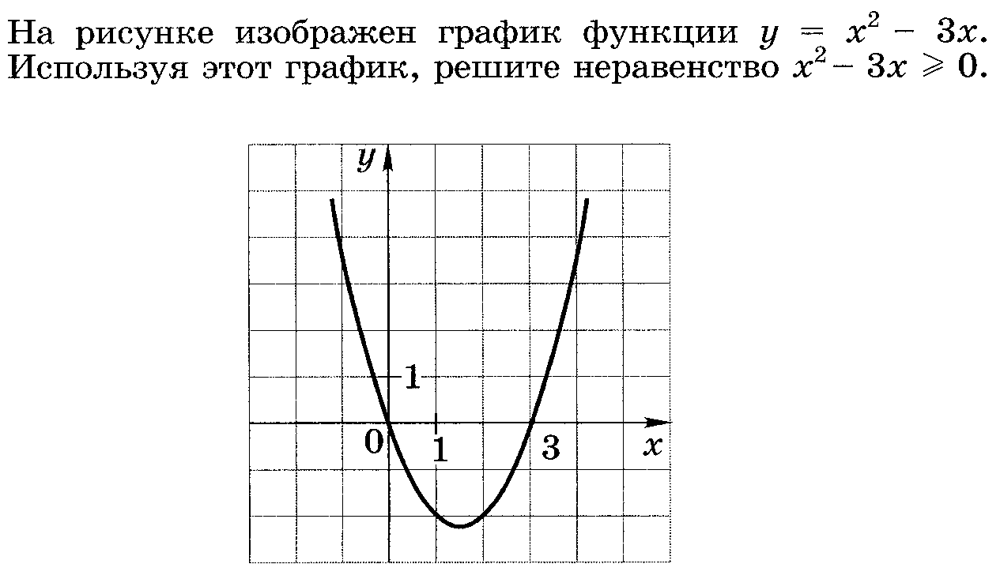 На рисунке изображен график функции y = x² – 3x.
Используя этот график, решите неравенство x² – 3x ⩾ 0.
y
1
0
1
3
x